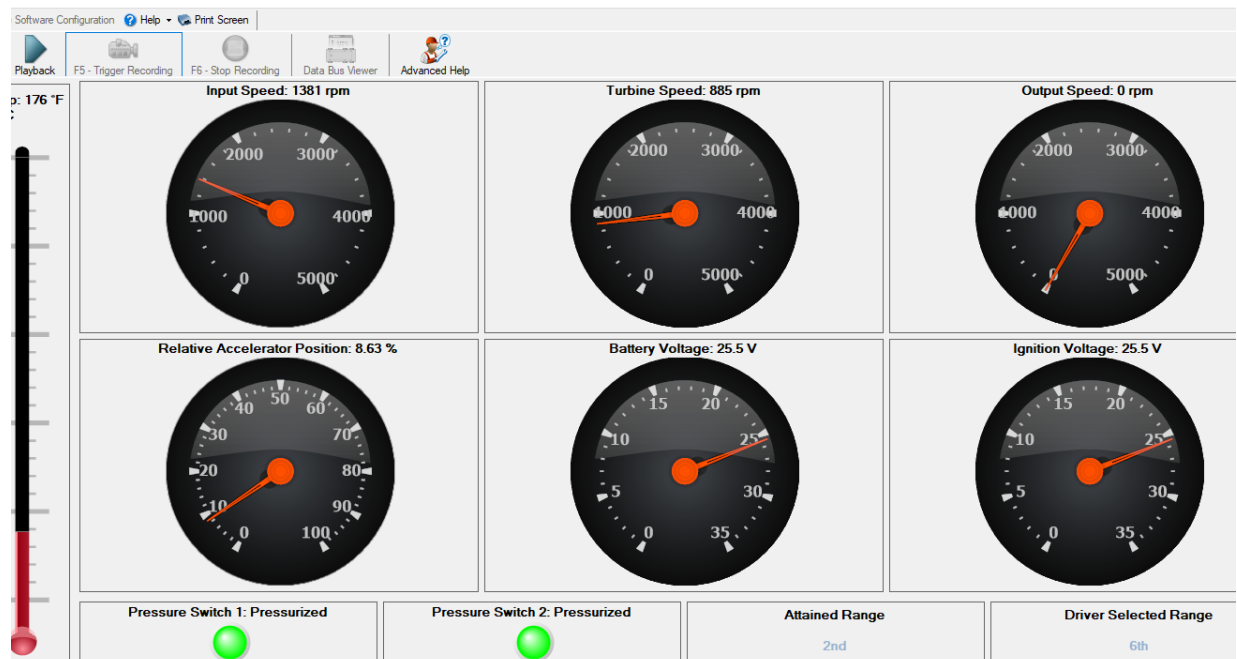 Software Configuration Help Print Screen
Playback F5 - Trigger Recording F6 - Stop Recording Data Bus Viewer Advanced Help
p: 176 °F
Input Speed: 1381 rpm
0 1000 2000 3000 4000 5000
Turbine Speed: 885 rpm
0 1000 2000 3000 4000 5000
Output Speed: 0 rpm
0 1000 2000 3000 4000 5000
Relative Accelerator Position: 8.63 %
0 10 20 30 40 50 60 70 80 90 100
Battery Voltage: 25.5 V
0 5 10 15 20 25 30 35
Ignition Voltage: 25.5 V
0 5 10 15 20 25 30 35
Pressure Switch 1: Pressurized
Pressure Switch 2: Pressurized
Attained Range
2nd
Driver Selected Range
6th